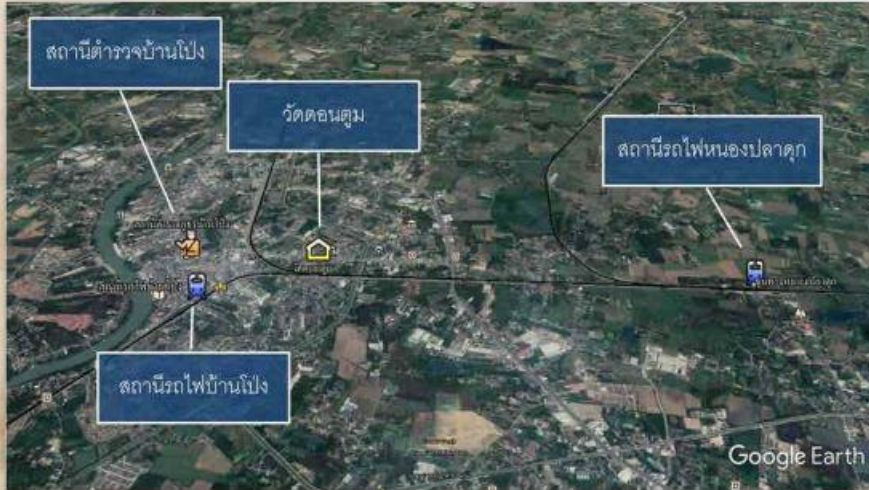 สถานีตำรวจบ้านโป่ง
วัดดอนตูม
สถานีรถไฟหนองปลาดุก
สถานีรถไฟบ้านโป่ง
Google Earth